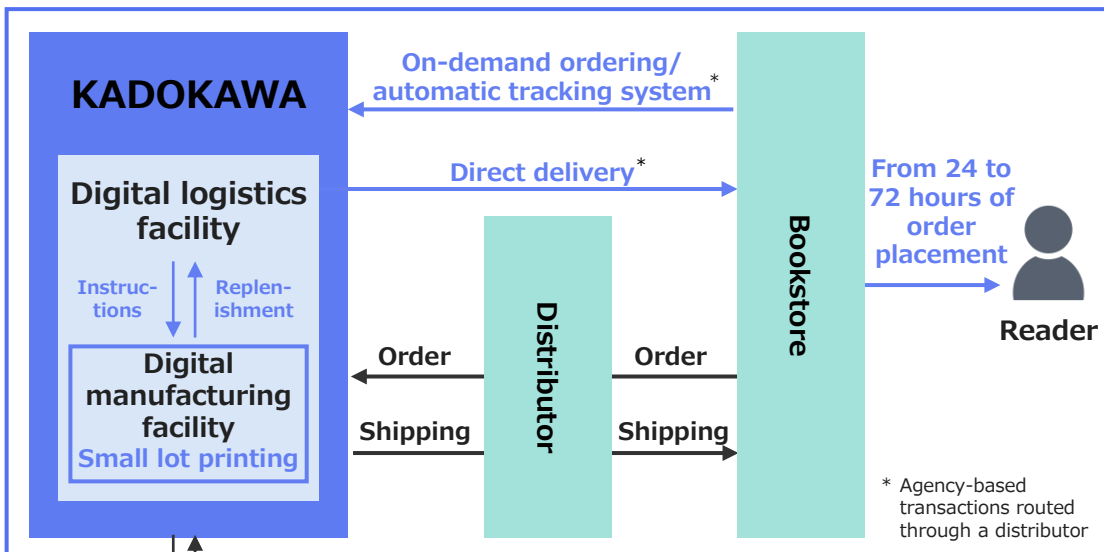 KADOKAWA
On-demand ordering/
automatic tracking system*
Direct delivery*
Digital logistics
facility
Instruc-
tions
Replen-
ishment
Digital
manufacturing
facility
Small lot printing
Order
Shipping
Distributor
Order
Shipping
Bookstore
From 24 to
72 hours of
order
placement
Reader
* Agency-based
transactions routed
through a distributor